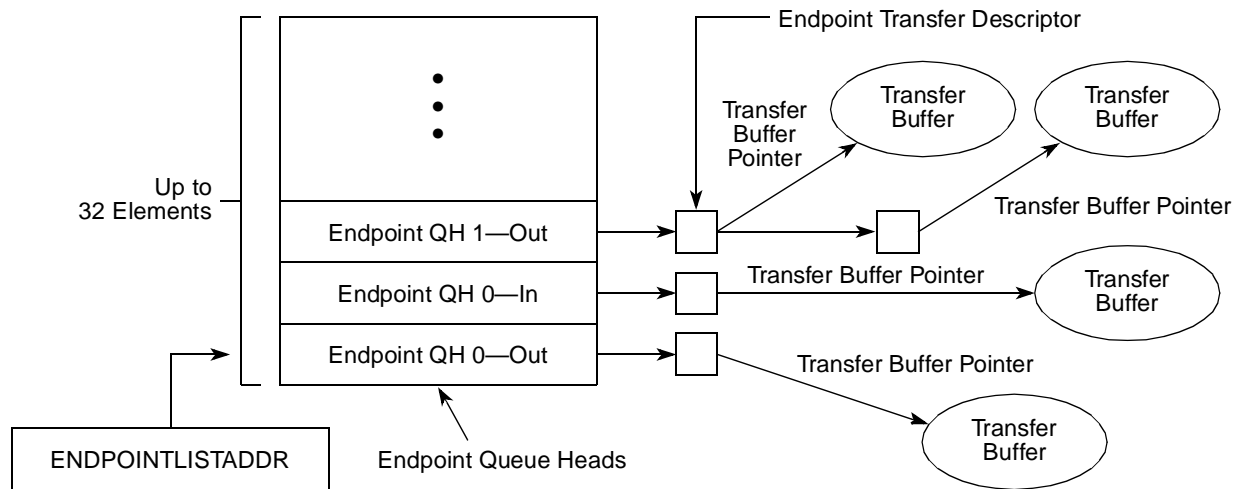 Endpoint Transfer Descriptor
Transfer
Buffer
Transfer
Buffer
Transfer
Buffer
Pointer
Up to
32 Elements
Transfer Buffer Pointer
Endpoint QH 1—Out
Transfer Buffer Pointer
Endpoint QH 0—In
Transfer
Buffer
Endpoint QH 0—Out
Transfer Buffer Pointer
Transfer
Buffer
ENDPOINTLISTADDR
Endpoint Queue Heads